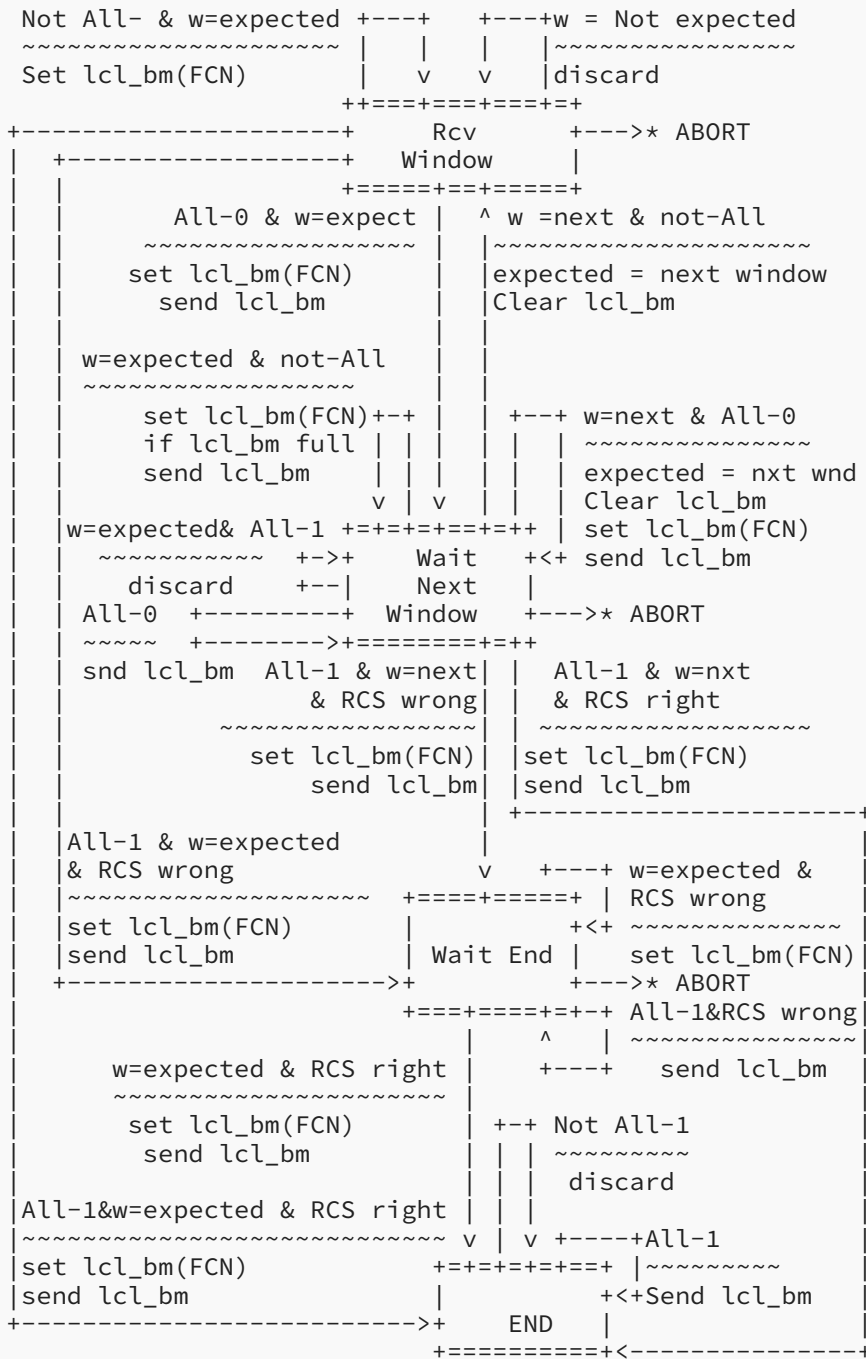 Not All- & w=expected +---+   +---+w = Not expected
~~~~~~~~~~~~~~~~~~~~~ |   |   |   |~~~~~~~~~~~~~~~~
Set lcl_bm(FCN)       |   v   v   |discard
++===+===+===+=+
+---------------------+     Rcv       +--->* ABORT
|  +------------------+   Window      |
|  |                  +=====+==+=====+
|  |       All-0 & w=expect |  ^ w =next & not-All
|  |     ~~~~~~~~~~~~~~~~~~ |  |~~~~~~~~~~~~~~~~~~~~~
|  |    set lcl_bm(FCN)     |  |expected = next window
|  |      send lcl_bm       |  |Clear lcl_bm
|  |                        |  |
|  | w=expected & not-All   |  |
|  | ~~~~~~~~~~~~~~~~~~     |  |
|  |     set lcl_bm(FCN)+-+ |  | +--+ w=next & All-0
|  |     if lcl_bm full | | |  | |  | ~~~~~~~~~~~~~~~
|  |     send lcl_bm    | | |  | |  | expected = nxt wnd
|  |                    v | v  | |  | Clear lcl_bm
|  |w=expected& All-1 +=+=+=+==+=++ | set lcl_bm(FCN)
|  |  ~~~~~~~~~~~  +->+    Wait   +<+ send lcl_bm
|  |    discard    +--|    Next   |
|  | All-0  +---------+  Window   +--->* ABORT
|  | ~~~~~  +-------->+========+=++
|  | snd lcl_bm  All-1 & w=next| |  All-1 & w=nxt
|  |                & RCS wrong| |  & RCS right
|  |          ~~~~~~~~~~~~~~~~~| | ~~~~~~~~~~~~~~~~~~
|  |            set lcl_bm(FCN)| |set lcl_bm(FCN)
|  |                send lcl_bm| |send lcl_bm
|  |                           | +----------------------+
|  |All-1 & w=expected         |                        |
|  |& RCS wrong                v   +---+ w=expected &   |
|  |~~~~~~~~~~~~~~~~~~~~  +====+=====+ | RCS wrong      |
|  |set lcl_bm(FCN)       |          +<+ ~~~~~~~~~~~~~~ |
|  |send lcl_bm           | Wait End |   set lcl_bm(FCN)|
|  +--------------------->+          +--->* ABORT       |
|                         +===+====+=+-+ All-1&RCS wrong|
|                             |    ^   | ~~~~~~~~~~~~~~~|
|      w=expected & RCS right |    +---+   send lcl_bm  |
|      ~~~~~~~~~~~~~~~~~~~~~~ |                         |
|       set lcl_bm(FCN)       | +-+ Not All-1           |
|        send lcl_bm          | | | ~~~~~~~~~           |
|                             | | |  discard            |
|All-1&w=expected & RCS right | | |                     |
|~~~~~~~~~~~~~~~~~~~~~~~~~~~~ v | v +----+All-1         |
|set lcl_bm(FCN)            +=+=+=+=+==+ |~~~~~~~~~     |
|send lcl_bm                |          +<+Send lcl_bm   |
+-------------------------->+    END   |                |
+==========+<---------------+